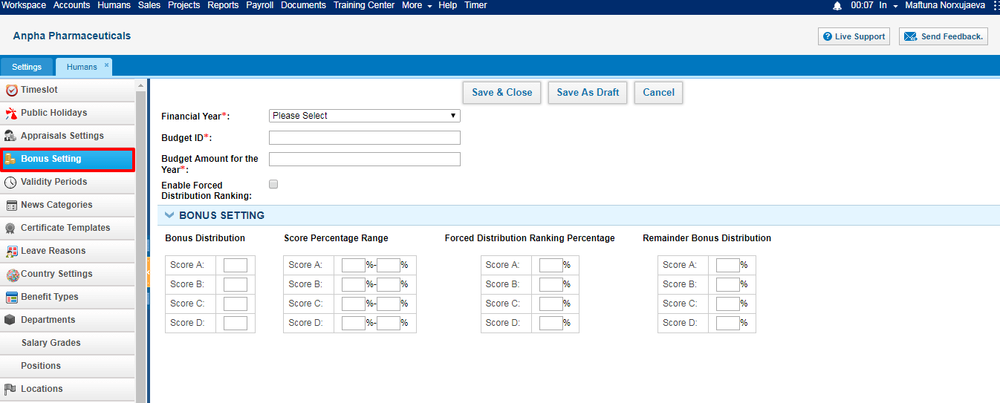 Workspace Accounts Humans Sales Projects Reports Payroll Documents Training Center More Help Timer 00:07 In Maftuna Norxujaeva
Anpha Pharmaceuticals
Live Support Send Feedback.
Settings Humans
Timeslot
Public Holidays
Appraisals Settings
Bonus Setting
Validity Periods
News Categories
Certificate Templates
Leave Reasons
Country Settings
Benefit Types
Departments
Salary Grades
Positions
Locations
Save & Close Save As Draft Cancel
Financial Year*: Please Select
Budget ID*:
Budget Amount for the
Year*:
Enable Forced
Distribution Ranking:
BONUS SETTING
Bonus Distribution Score Percentage Range Forced Distribution Ranking Percentage Remainder Bonus Distribution
Score A: Score A: %- % Score A: % Score A: %
Score B: Score B: %- % Score B: % Score B: %
Score C: Score C: %- % Score C: % Score C: %
Score D: Score D: %- % Score D: % Score D: %